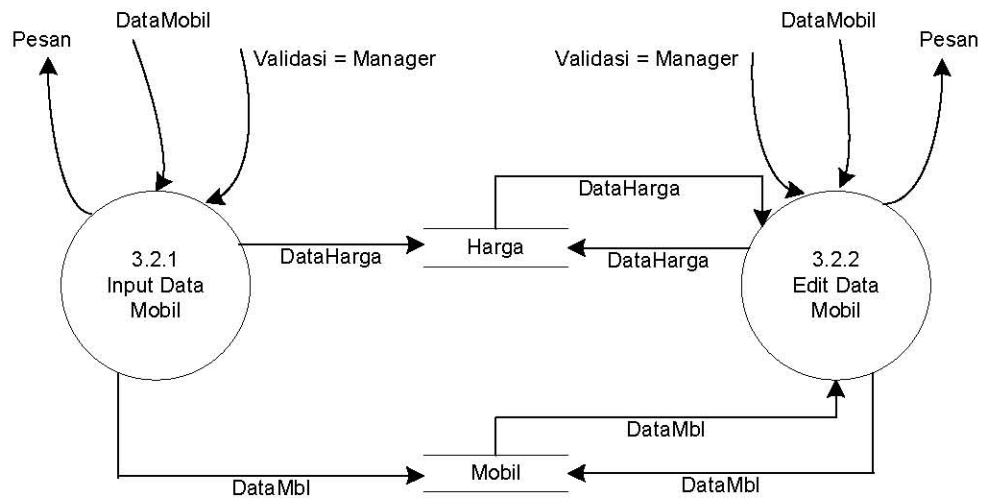 DataMobil
DataMobil
Pesan
Pesan
Validasi = Manager
Validasi = Manager
DataHarga
Harga
DataHarga
DataHarga
3.2.1
Input Data
Mobil
3.2.2
Edit Data
Mobil
DataMbl
Mobil
DataMbl
DataMbl